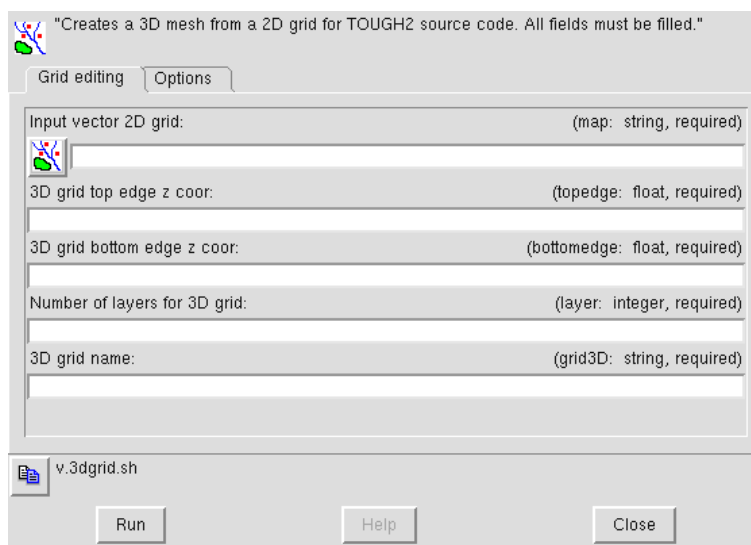 "Creates a 3D mesh from a 2D grid for TOUGH2 source code. All fields must be filled."
Grid editing Options
Input vector 2D grid: (map: string, required)
3D grid top edge z coor: (topedge: float, required)
3D grid bottom edge z coor: (bottomedge: float, required)
Number of layers for 3D grid: (layer: integer, required)
3D grid name: (grid3D: string, required)
v.3dgrid.sh
Run Help Close